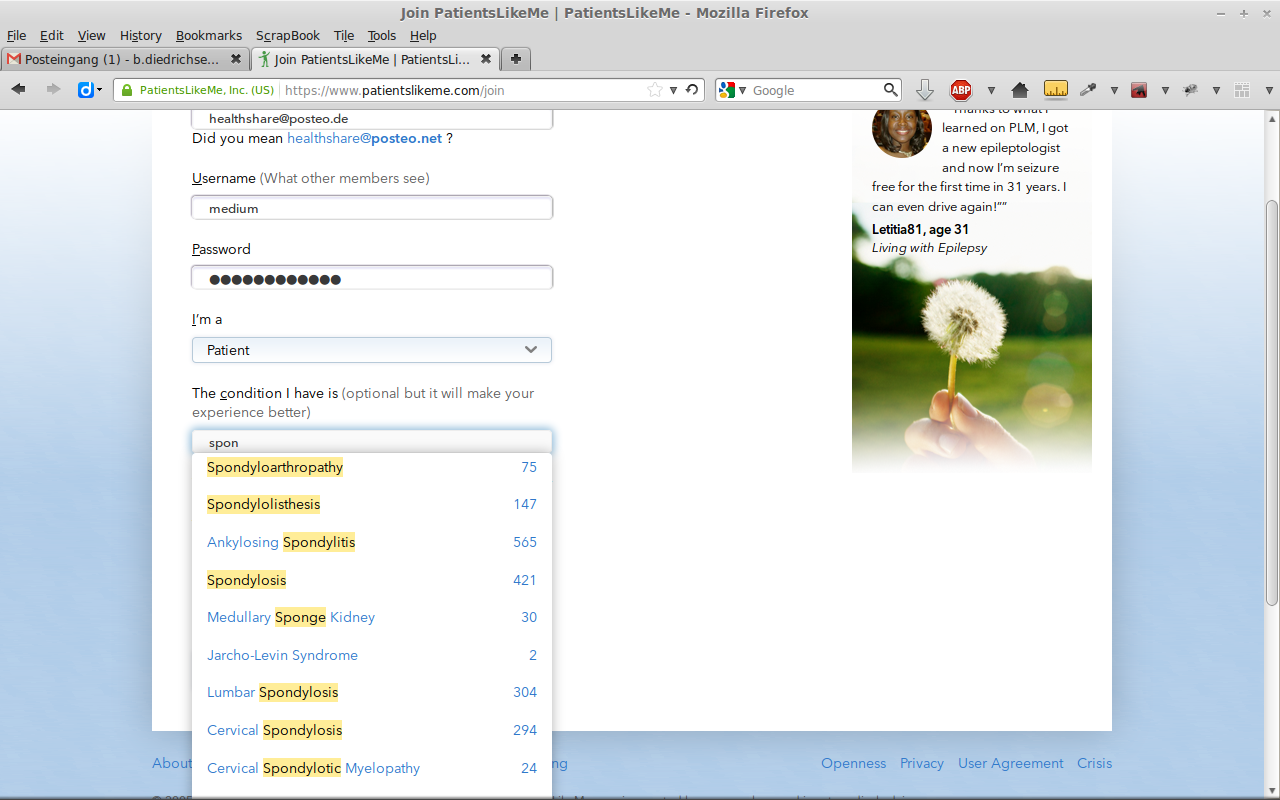 Join PatientsLikeMe | PatientsLikeMe - Mozilla Firefox
File Edit View History Bookmarks ScrapBook Tile Tools Help
Posteingang (1) - b.diedrichse...
Join PatientsLikeMe | PatientsLi...
PatientsLikeMe, Inc. (US)
https://www.patientslikeme.com/join
Google
ABP
healthshare@posteo.de
Did you mean healthshare@posteo.net ?
Username (What other members see)
medium
Password
I'm a
Patient
The condition I have is (optional but it will make your
experience better)
spon
Spondyloarthropathy 75
Spondylolisthesis 147
Ankylosing Spondylitis 565
Spondylosis 421
Medullary Sponge Kidney 30
Jarcho-Levin Syndrome 2
Lumbar Spondylosis 304
Cervical Spondylosis 294
Cervical Spondylotic Myelopathy 24
Thanks to what I
learned on PLM, I got
a new epileptologist
and now I'm seizure
free for the first time in 31 years. I
can even drive again!””
Letitia81, age 31
Living with Epilepsy
About
Openness Privacy User Agreement Crisis